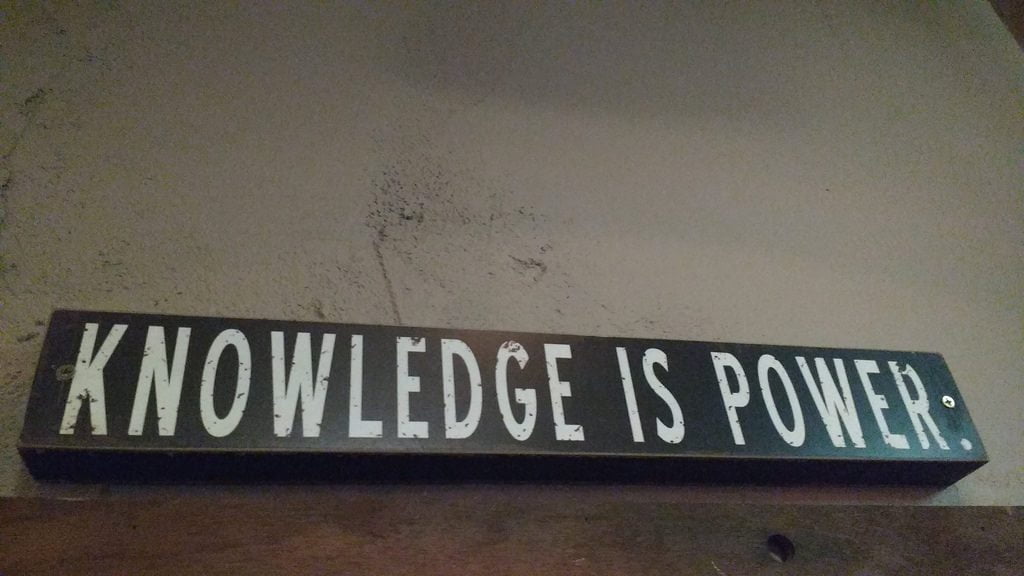 KNOWLEDGE IS POWER.